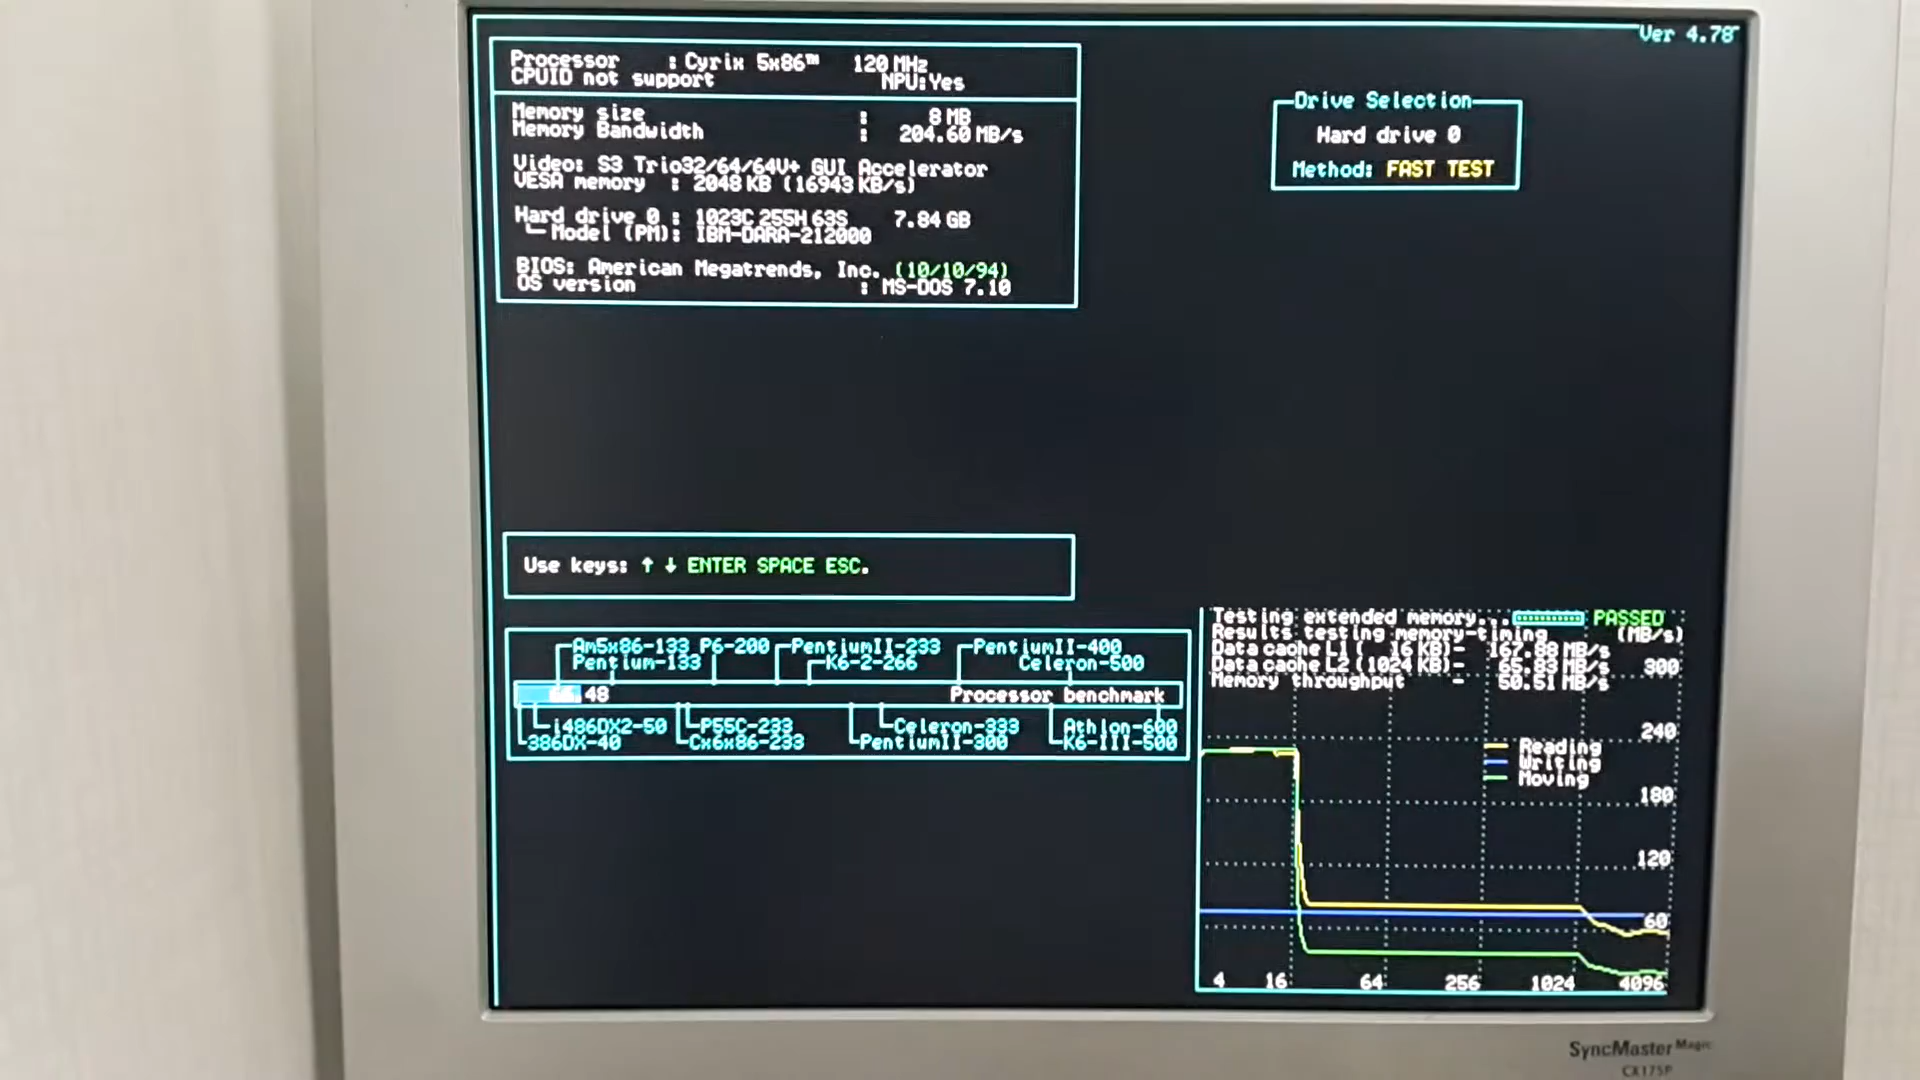 Ver 4.78
Processor : Cyrix 5x86™ 120 MHz
CPUID not support NPU:Yes
Memory size : 8 MB
Memory Bandwidth : 204.60 MB/s
Video: S3 Trio32/64/64V+ GUI Accelerator
VESA memory : 2048 KB (16943 KB/s)
Hard drive 0 : 1023C 255H 63S 7.84 GB
└─Model (PM): IBM-DARA-212000
BIOS: American Megatrends, Inc. (10/10/94)
OS version : MS-DOS 7.10
Drive Selection
Hard drive 0
Method: FAST TEST
Use keys: ↑ ↓ ENTER SPACE ESC.
Am5x86-133 P6-200 PentiumII-233 PentiumII-400
Pentium-133 K6-2-266 Celeron-500
.48 Processor benchmark
i486DX2-50 P55C-233 Celeron-333 Athlon-600
386DX-40 Cx6x86-233 PentiumII-300 K6-III-500
Testing extended memory... PASSED
Results testing memory-timing (MB/s)
Data cache L1 ( 16 KB)- 167.88 MB/s
Data cache L2 (1024 KB)- 65.83 MB/s
Memory throughput - 50.51 MB/s
300
240
Reading
Writing
Moving
180
120
60
4 16 64 256 1024 4096
SyncMaster Magic
CX175P